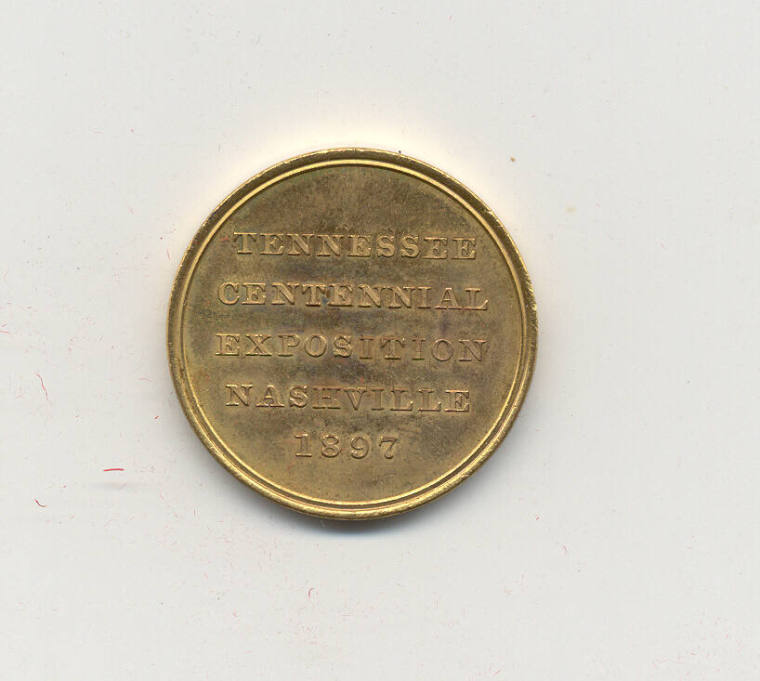 TENNESSEE
CENTENNIAL
EXPOSITION
NASHVILLE
1897